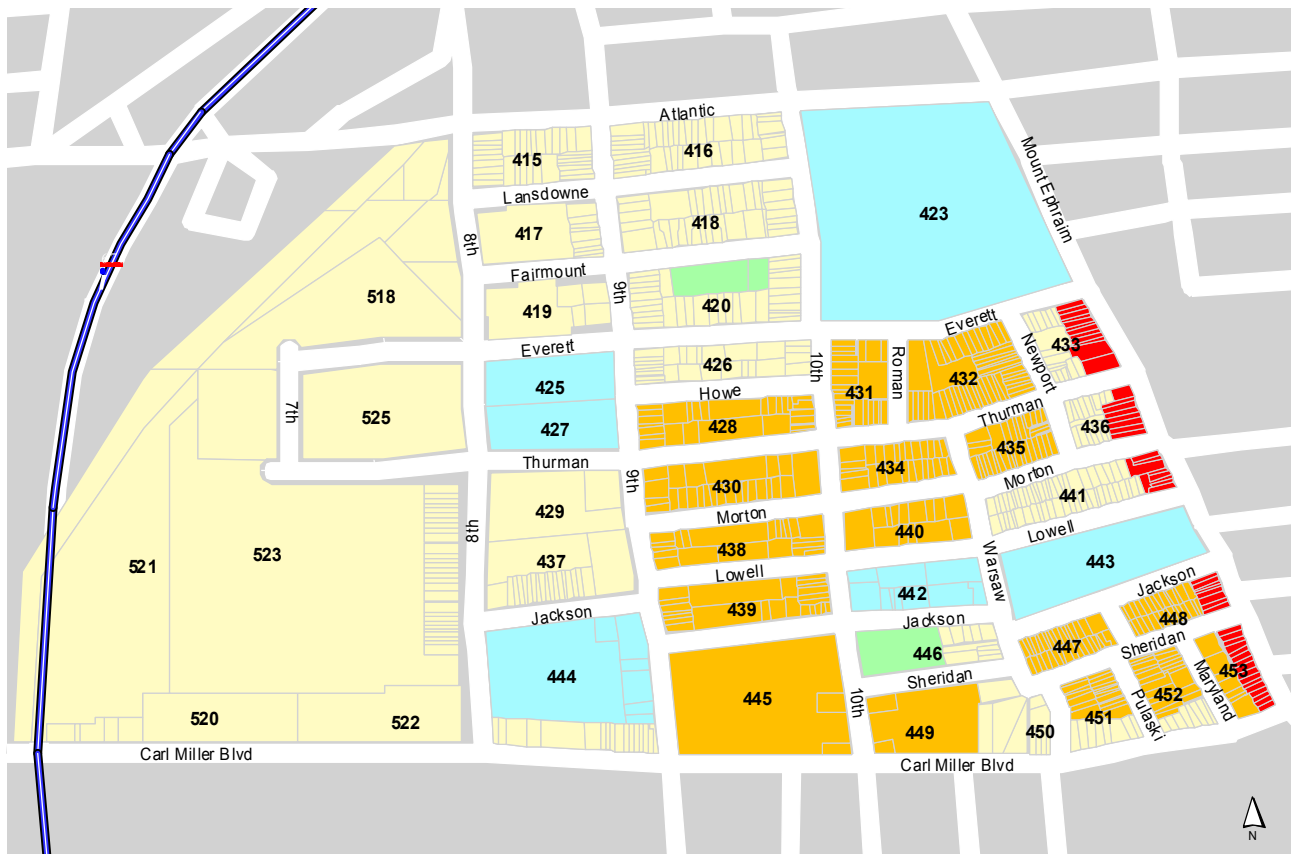 Atlantic
415
416
Lansdowne
Mount Ephraim
8th
417
418
423
Fairmount
9th
518
419
420
Everett
Everett
10th
Roman
Newport
433
426
425
Howe
431
432
7th
525
427
428
Thurman
436
Thurman
9th
434
435
430
Morton
429
Morton
441
8th
438
440
Lowell
437
Lowell
Warsaw
443
521
523
439
442
Jackson
Jackson
Jackson
448
446
447
Sheridan
444
445
Sheridan
453
10th
452
Maryland
520
522
449
450
451
Pulaski
Carl Miller Blvd
Carl Miller Blvd
N